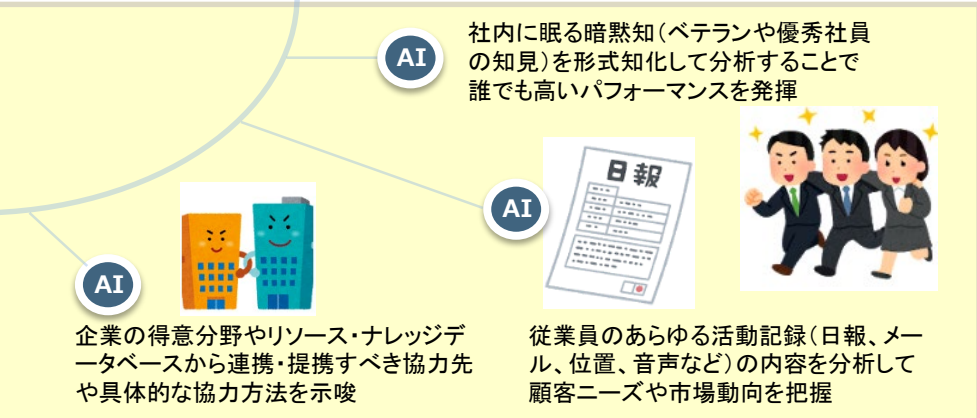 AI
社内に眠る暗黙知(ベテランや優秀社員
の知見)を形式知化して分析することで
誰でも高いパフォーマンスを発揮
日報
AI
AI
企業の得意分野やリソース・ナレッジデ
ータベースから連携・提携すべき協力先
や具体的な協力方法を示唆
従業員のあらゆる活動記録(日報、メー
ル、位置、音声など)の内容を分析して
顧客ニーズや市場動向を把握